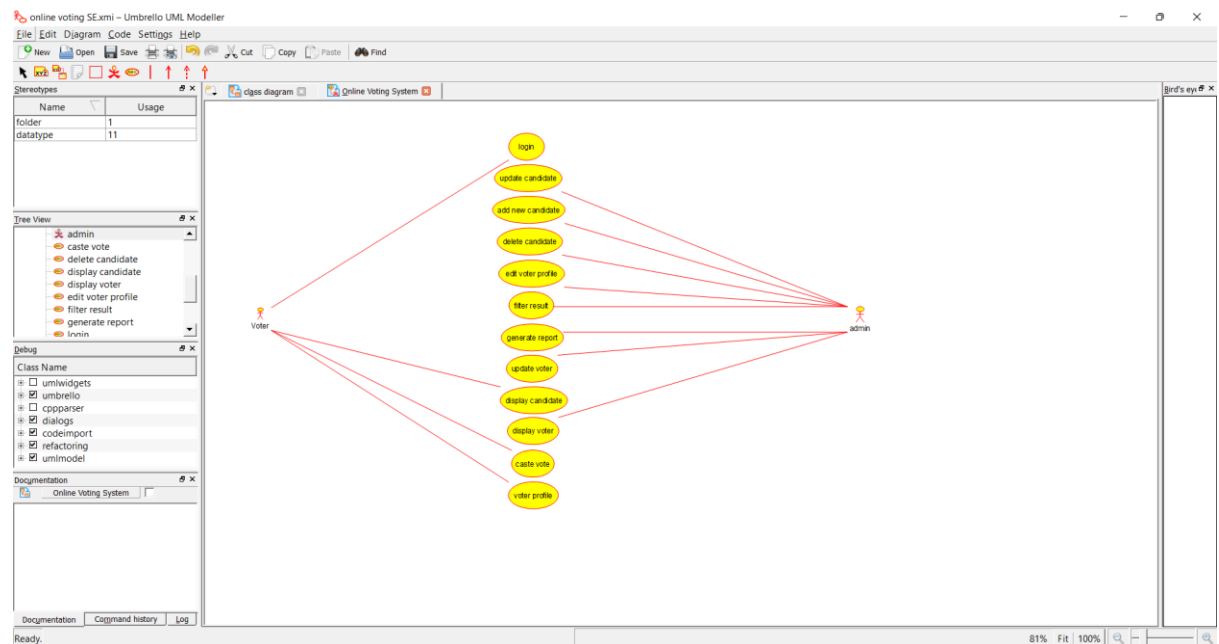 online voting SE.xmi – Umbrello UML Modeller
File Edit Diagram Code Settings Help
New Open Save Cut Copy Paste Find
XYZ
Stereotypes
Name Usage
folder 1
datatype 11
Tree View
admin
caste vote
delete candidate
display candidate
display voter
edit voter profile
filter result
generate report
login
Debug
Class Name
umlwidgets
umbrello
cppparser
dialogs
codeimport
refactoring
umlmodel
Documentation
Online Voting System
Documentation Command history Log
class diagram Online Voting System
login
update candidate
add new candidate
delete candidate
edit voter profile
filter result
generate report
update voter
display candidate
display voter
caste vote
voter profile
Voter
admin
Bird's eye
Ready.
81% Fit 100%